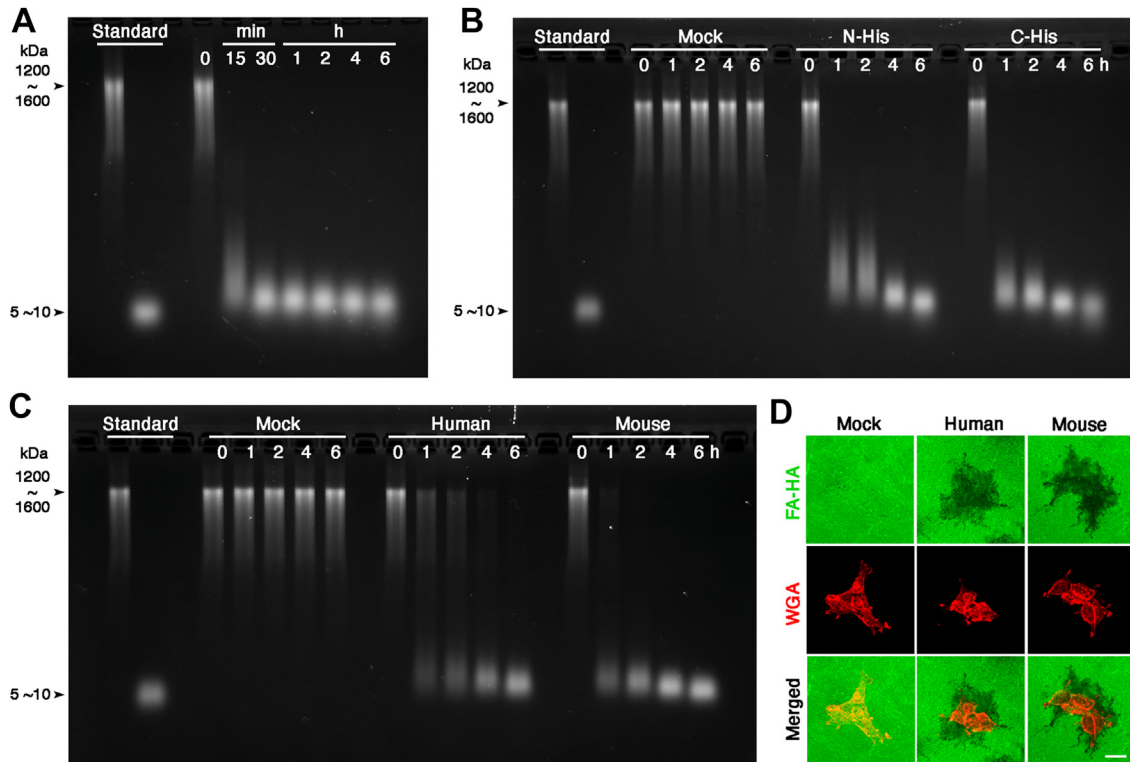 A
Standard
min
h
kDa
0 15 30 1 2 4 6
1200
~
1600
5 ~10
B
Standard
Mock
N-His
C-His
kDa
0 1 2 4 6 0 1 2 4 6 0 1 2 4 6 h
1200
~
1600
5 ~10
C
Standard
Mock
Human
Mouse
kDa
0 1 2 4 6 0 1 2 4 6 0 1 2 4 6 h
1200
~
1600
5 ~10
D
Mock
Human
Mouse
FA-HA
WGA
Merged